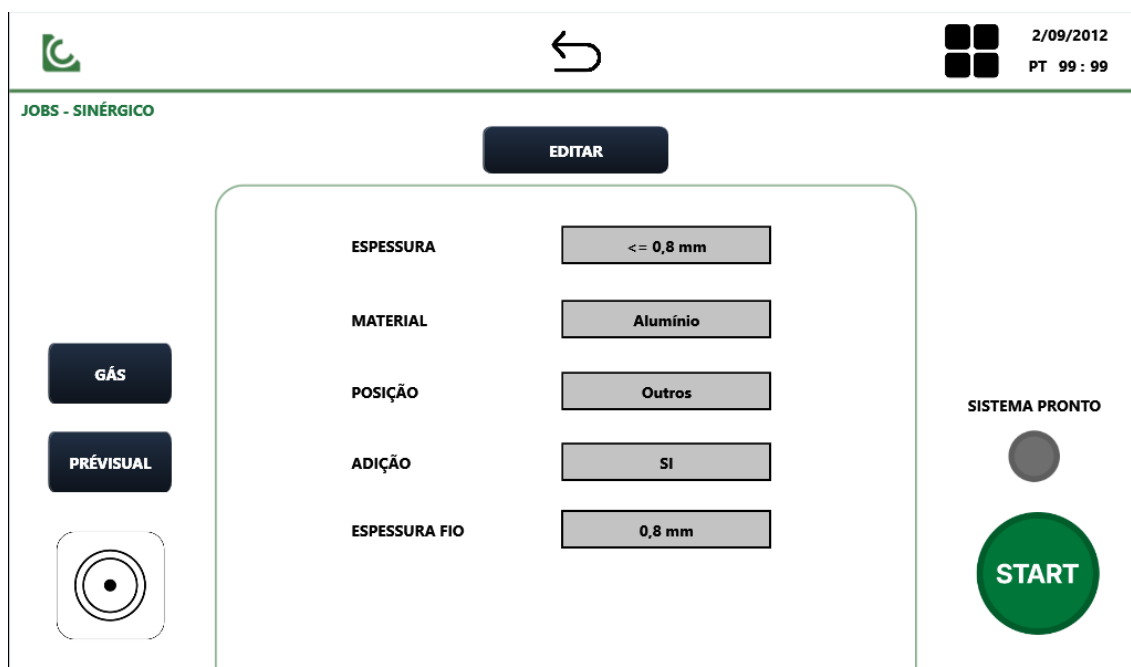 2/09/2012
PT 99 : 99
JOBS - SINÉRGICO
EDITAR
ESPESSURA <= 0,8 mm
MATERIAL Alumínio
POSIÇÃO Outros
ADIÇÃO SI
ESPESSURA FIO 0,8 mm
GÁS
PRÉVISUAL
SISTEMA PRONTO
START